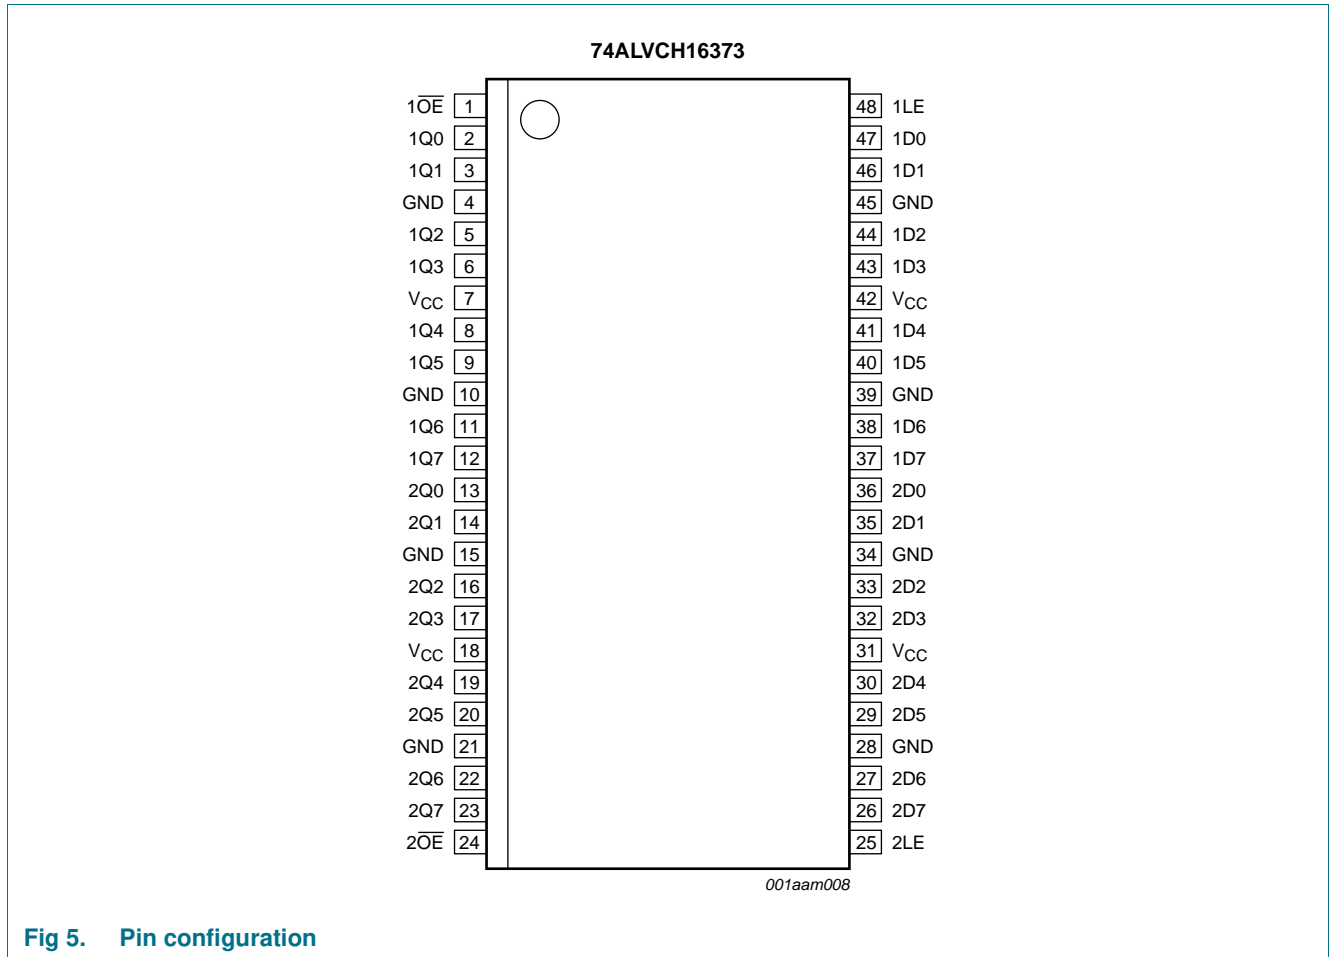 74ALVCH16373
1O̅E̅ 1 48 1LE
1Q0 2 47 1D0
1Q1 3 46 1D1
GND 4 45 GND
1Q2 5 44 1D2
1Q3 6 43 1D3
VCC 7 42 VCC
1Q4 8 41 1D4
1Q5 9 40 1D5
GND 10 39 GND
1Q6 11 38 1D6
1Q7 12 37 1D7
2Q0 13 36 2D0
2Q1 14 35 2D1
GND 15 34 GND
2Q2 16 33 2D2
2Q3 17 32 2D3
VCC 18 31 VCC
2Q4 19 30 2D4
2Q5 20 29 2D5
GND 21 28 GND
2Q6 22 27 2D6
2Q7 23 26 2D7
2O̅E̅ 24 25 2LE
001aam008
Fig 5. Pin configuration